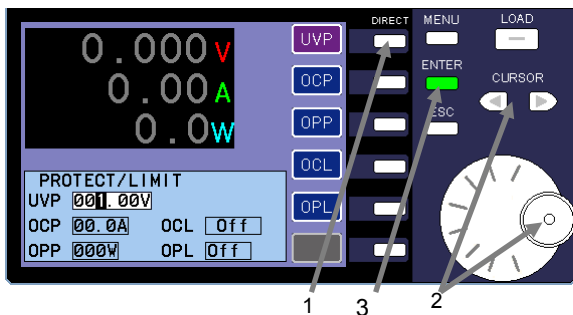 DIRECT MENU LOAD
0.000V
0.00A
0.0W
UVP
OCP
OPP
OCL
OPL
ENTER
CURSOR
ESC
PROTECT/LIMIT
UVP 001.00V
OCP 00.0A OCL Off
OPP 000W OPL Off
1 3 2